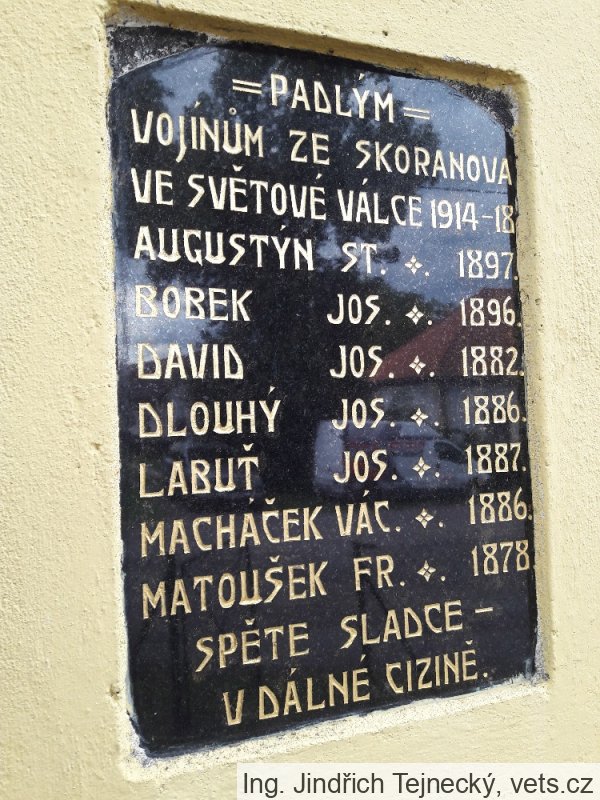 =PADLÝM=
VOJÍNŮM ZE SKORANOVA
VE SVĚTOVÉ VÁLCE 1914-18
AUGUSTÝN ST. ✧. 1897.
BOBEK JOS. ✧. 1896.
DAVID JOS. ✧. 1882.
DLOUHÝ JOS. ✧. 1886.
LABUŤ JOS. ✧. 1887.
MACHÁČEK VÁC. ✧. 1886.
MATOUŠEK FR. ✧. 1878.
SPĚTE SLADCE –
V DÁLNÉ CIZINĚ.
Ing. Jindřich Tejnecký, vets.cz